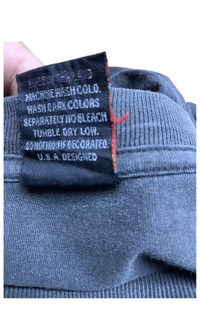 MACHINE WASH COLD.
WASH DARK COLORS
SEPARATELY NO BLEACH
TUMBLE DRY LOW.
DO NOT IRON IF DECORATED.
U.S.A. DESIGNED